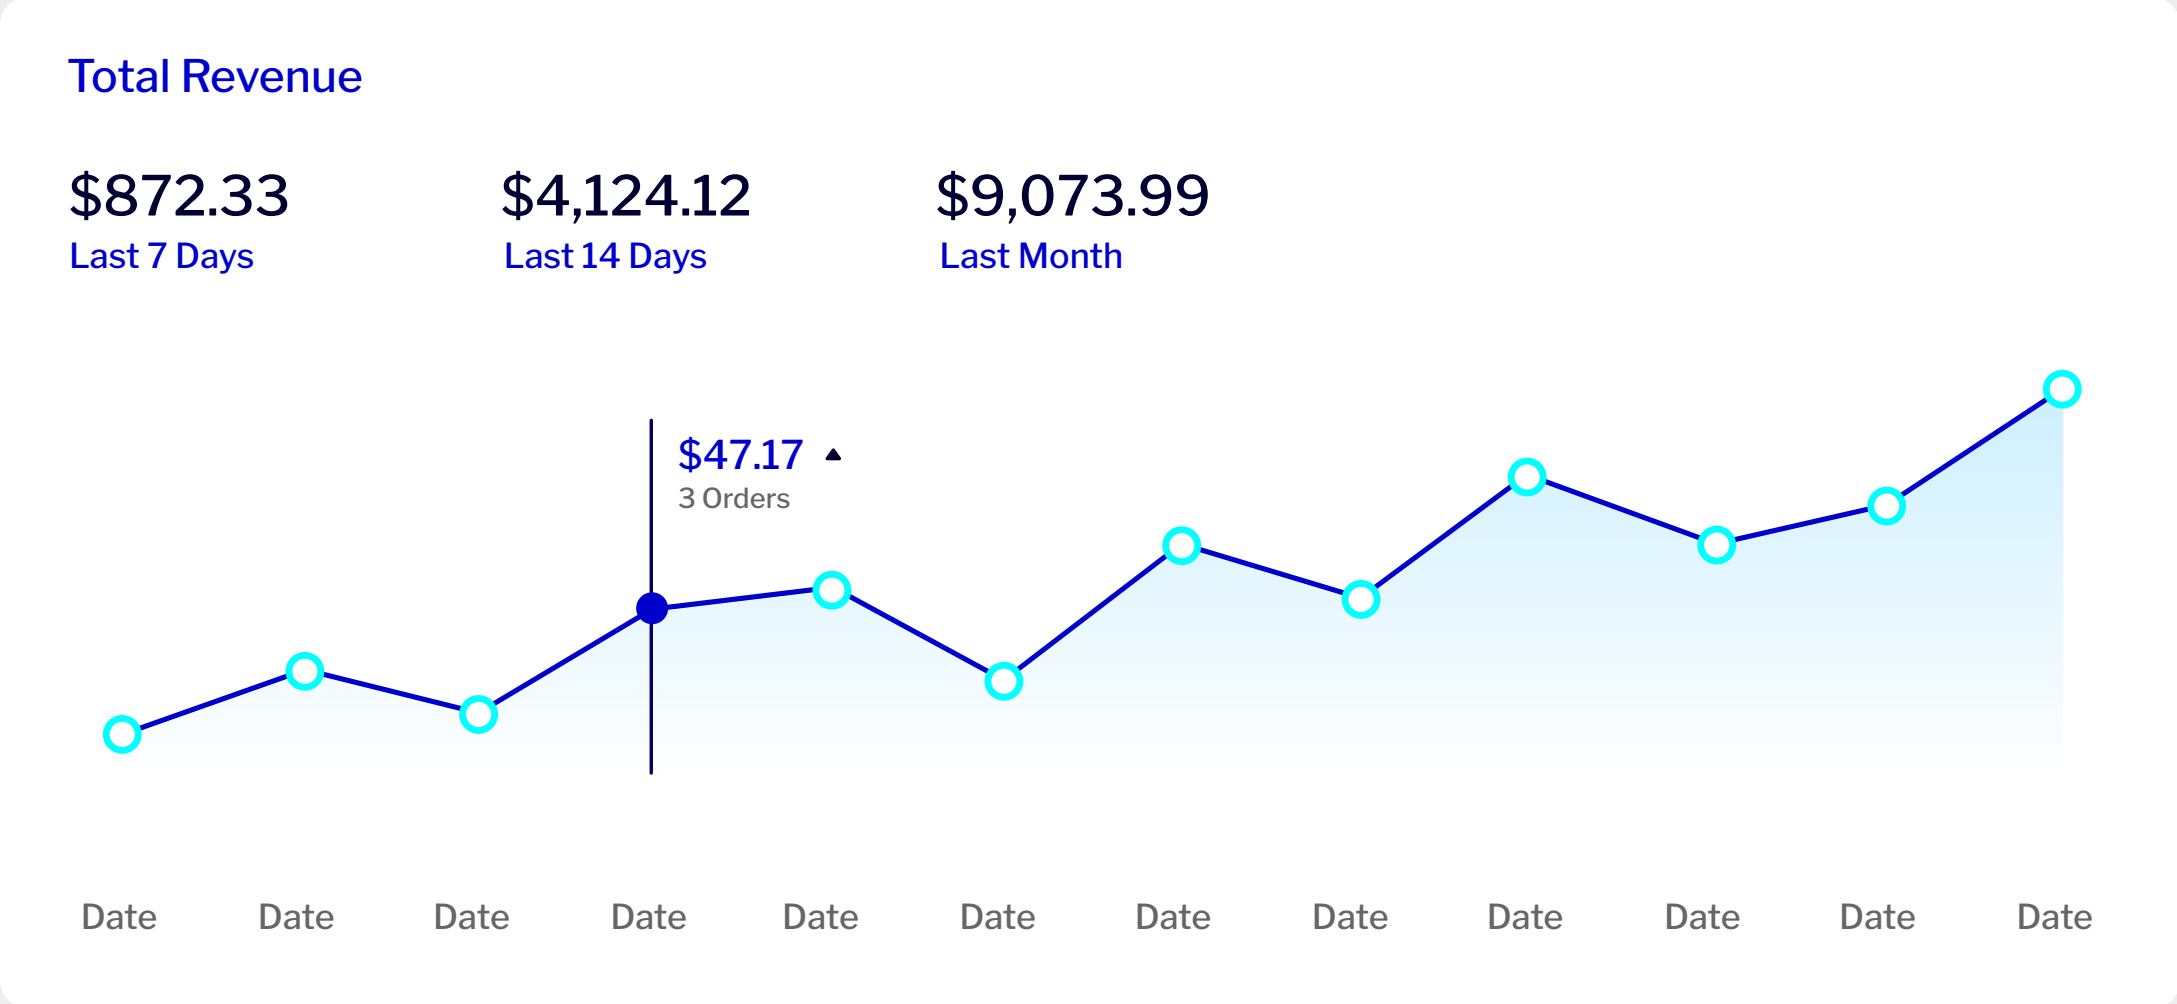 Total Revenue
$872.33
Last 7 Days
$4,124.12
Last 14 Days
$9,073.99
Last Month
$47.17
3 Orders
Date Date Date Date Date Date Date Date Date Date Date Date